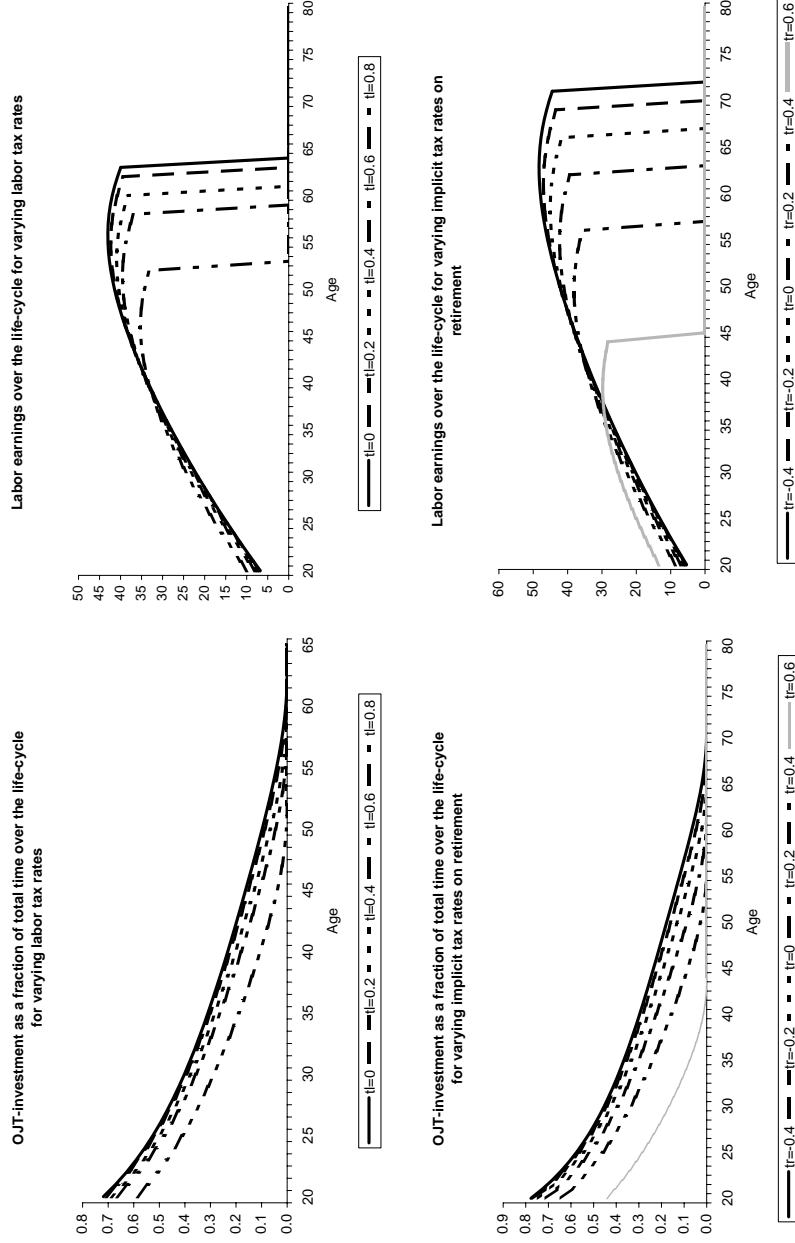 OJT-investment as a fraction of total time over the life-cycle
for varying labor tax rates
0.8
0.7
0.6
0.5
0.4
0.3
0.2
0.1
0.0
20 25 30 35 40 45 50 55 60 65
Age
tl=0 tl=0.2 tl=0.4 tl=0.6 tl=0.8
Labor earnings over the life-cycle for varying labor tax rates
50
45
40
35
30
25
20
15
10
5
0
20 25 30 35 40 45 50 55 60 65 70 75 80
Age
tl=0 tl=0.2 tl=0.4 tl=0.6 tl=0.8
OJT-investment as a fraction of total time over the life-cycle
for varying implicit tax rates on retirement
0.9
0.8
0.7
0.6
0.5
0.4
0.3
0.2
0.1
0.0
20 25 30 35 40 45 50 55 60 65 70 75 80
Age
tr=-0.4 tr=-0.2 tr=0 tr=0.2 tr=0.4 tr=0.6
Labor earnings over the life-cycle for varying implicit tax rates on
retirement
60
50
40
30
20
10
0
20 25 30 35 40 45 50 55 60 65 70 75 80
Age
tr=-0.4 tr=-0.2 tr=0 tr=0.2 tr=0.4 tr=0.6